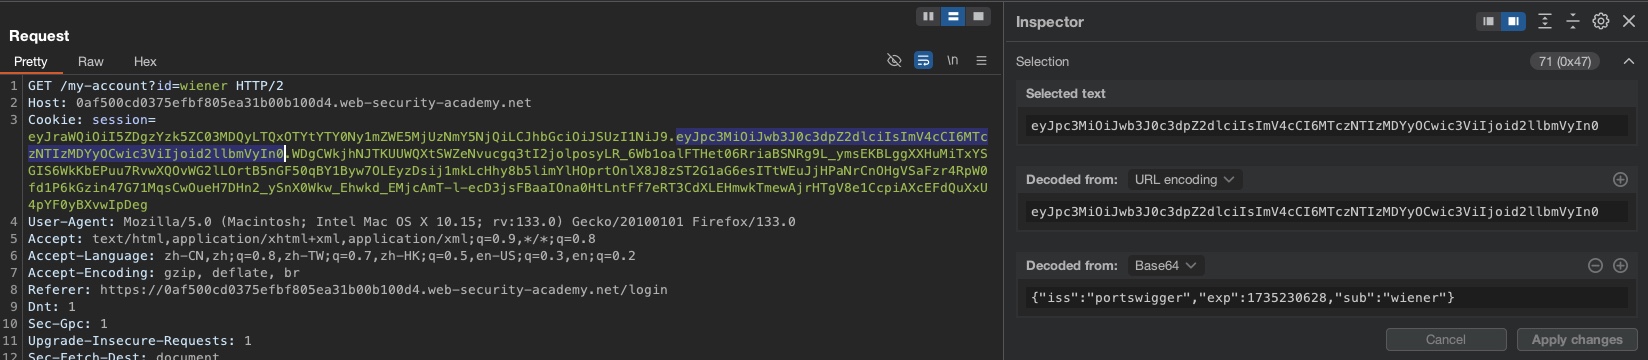 Request
Pretty Raw Hex
\n
1 GET /my-account?id=wiener HTTP/2
2 Host: 0af500cd0375efbf805ea31b00b100d4.web-security-academy.net
3 Cookie: session=
eyJraWQiOiI5ZDgzYzk5ZC03MDQyLTQxOTYtYTY0Ny1mZWE5MjUzNmY5NjQiLCJhbGciOiJSUzI1NiJ9.eyJpc3MiOiJwb3J0c3dpZ2dlciIsImV4cCI6MTc
zNTIzMDYyOCwic3ViIjoid2llbmVyIn0.WDgCWkjhNJTKUUWQXtSWZeNvucgq3tI2jolposyLR_6Wb1oalFTHet06RriaBSNRg9L_ymsEKBLggXXHuMiTxYS
GIS6WkKbEPuu7RvwXQOvWG2lLOrtB5nGF50qBY1Byw7OLEyzDsij1mkLcHhy8b5limYlHOprtOnlX8J8zST2G1aG6esITtWEuJjHPaNrCnOHgVSaFzr4RpW0
fd1P6kGzin47G71MqsCwOueH7DHn2_ySnX0Wkw_Ehwkd_EMjcAmT-l-ecD3jsFBaaIOna0HtLntFf7eRT3CdXLEHmwkTmewAjrHTgV8e1CcpiAXcEFdQuXxU
4pYF0yBXvwIpDeg
4 User-Agent: Mozilla/5.0 (Macintosh; Intel Mac OS X 10.15; rv:133.0) Gecko/20100101 Firefox/133.0
5 Accept: text/html,application/xhtml+xml,application/xml;q=0.9,*/*;q=0.8
6 Accept-Language: zh-CN,zh;q=0.8,zh-TW;q=0.7,zh-HK;q=0.5,en-US;q=0.3,en;q=0.2
7 Accept-Encoding: gzip, deflate, br
8 Referer: https://0af500cd0375efbf805ea31b00b100d4.web-security-academy.net/login
9 Dnt: 1
10 Sec-Gpc: 1
11 Upgrade-Insecure-Requests: 1
12 Sec-Fetch-Dest: document
Inspector
Selection 71 (0x47)
Selected text
eyJpc3MiOiJwb3J0c3dpZ2dlciIsImV4cCI6MTczNTIzMDYyOCwic3ViIjoid2llbmVyIn0
Decoded from: URL encoding
eyJpc3MiOiJwb3J0c3dpZ2dlciIsImV4cCI6MTczNTIzMDYyOCwic3ViIjoid2llbmVyIn0
Decoded from: Base64
{"iss":"portswigger","exp":1735230628,"sub":"wiener"}
Cancel Apply changes